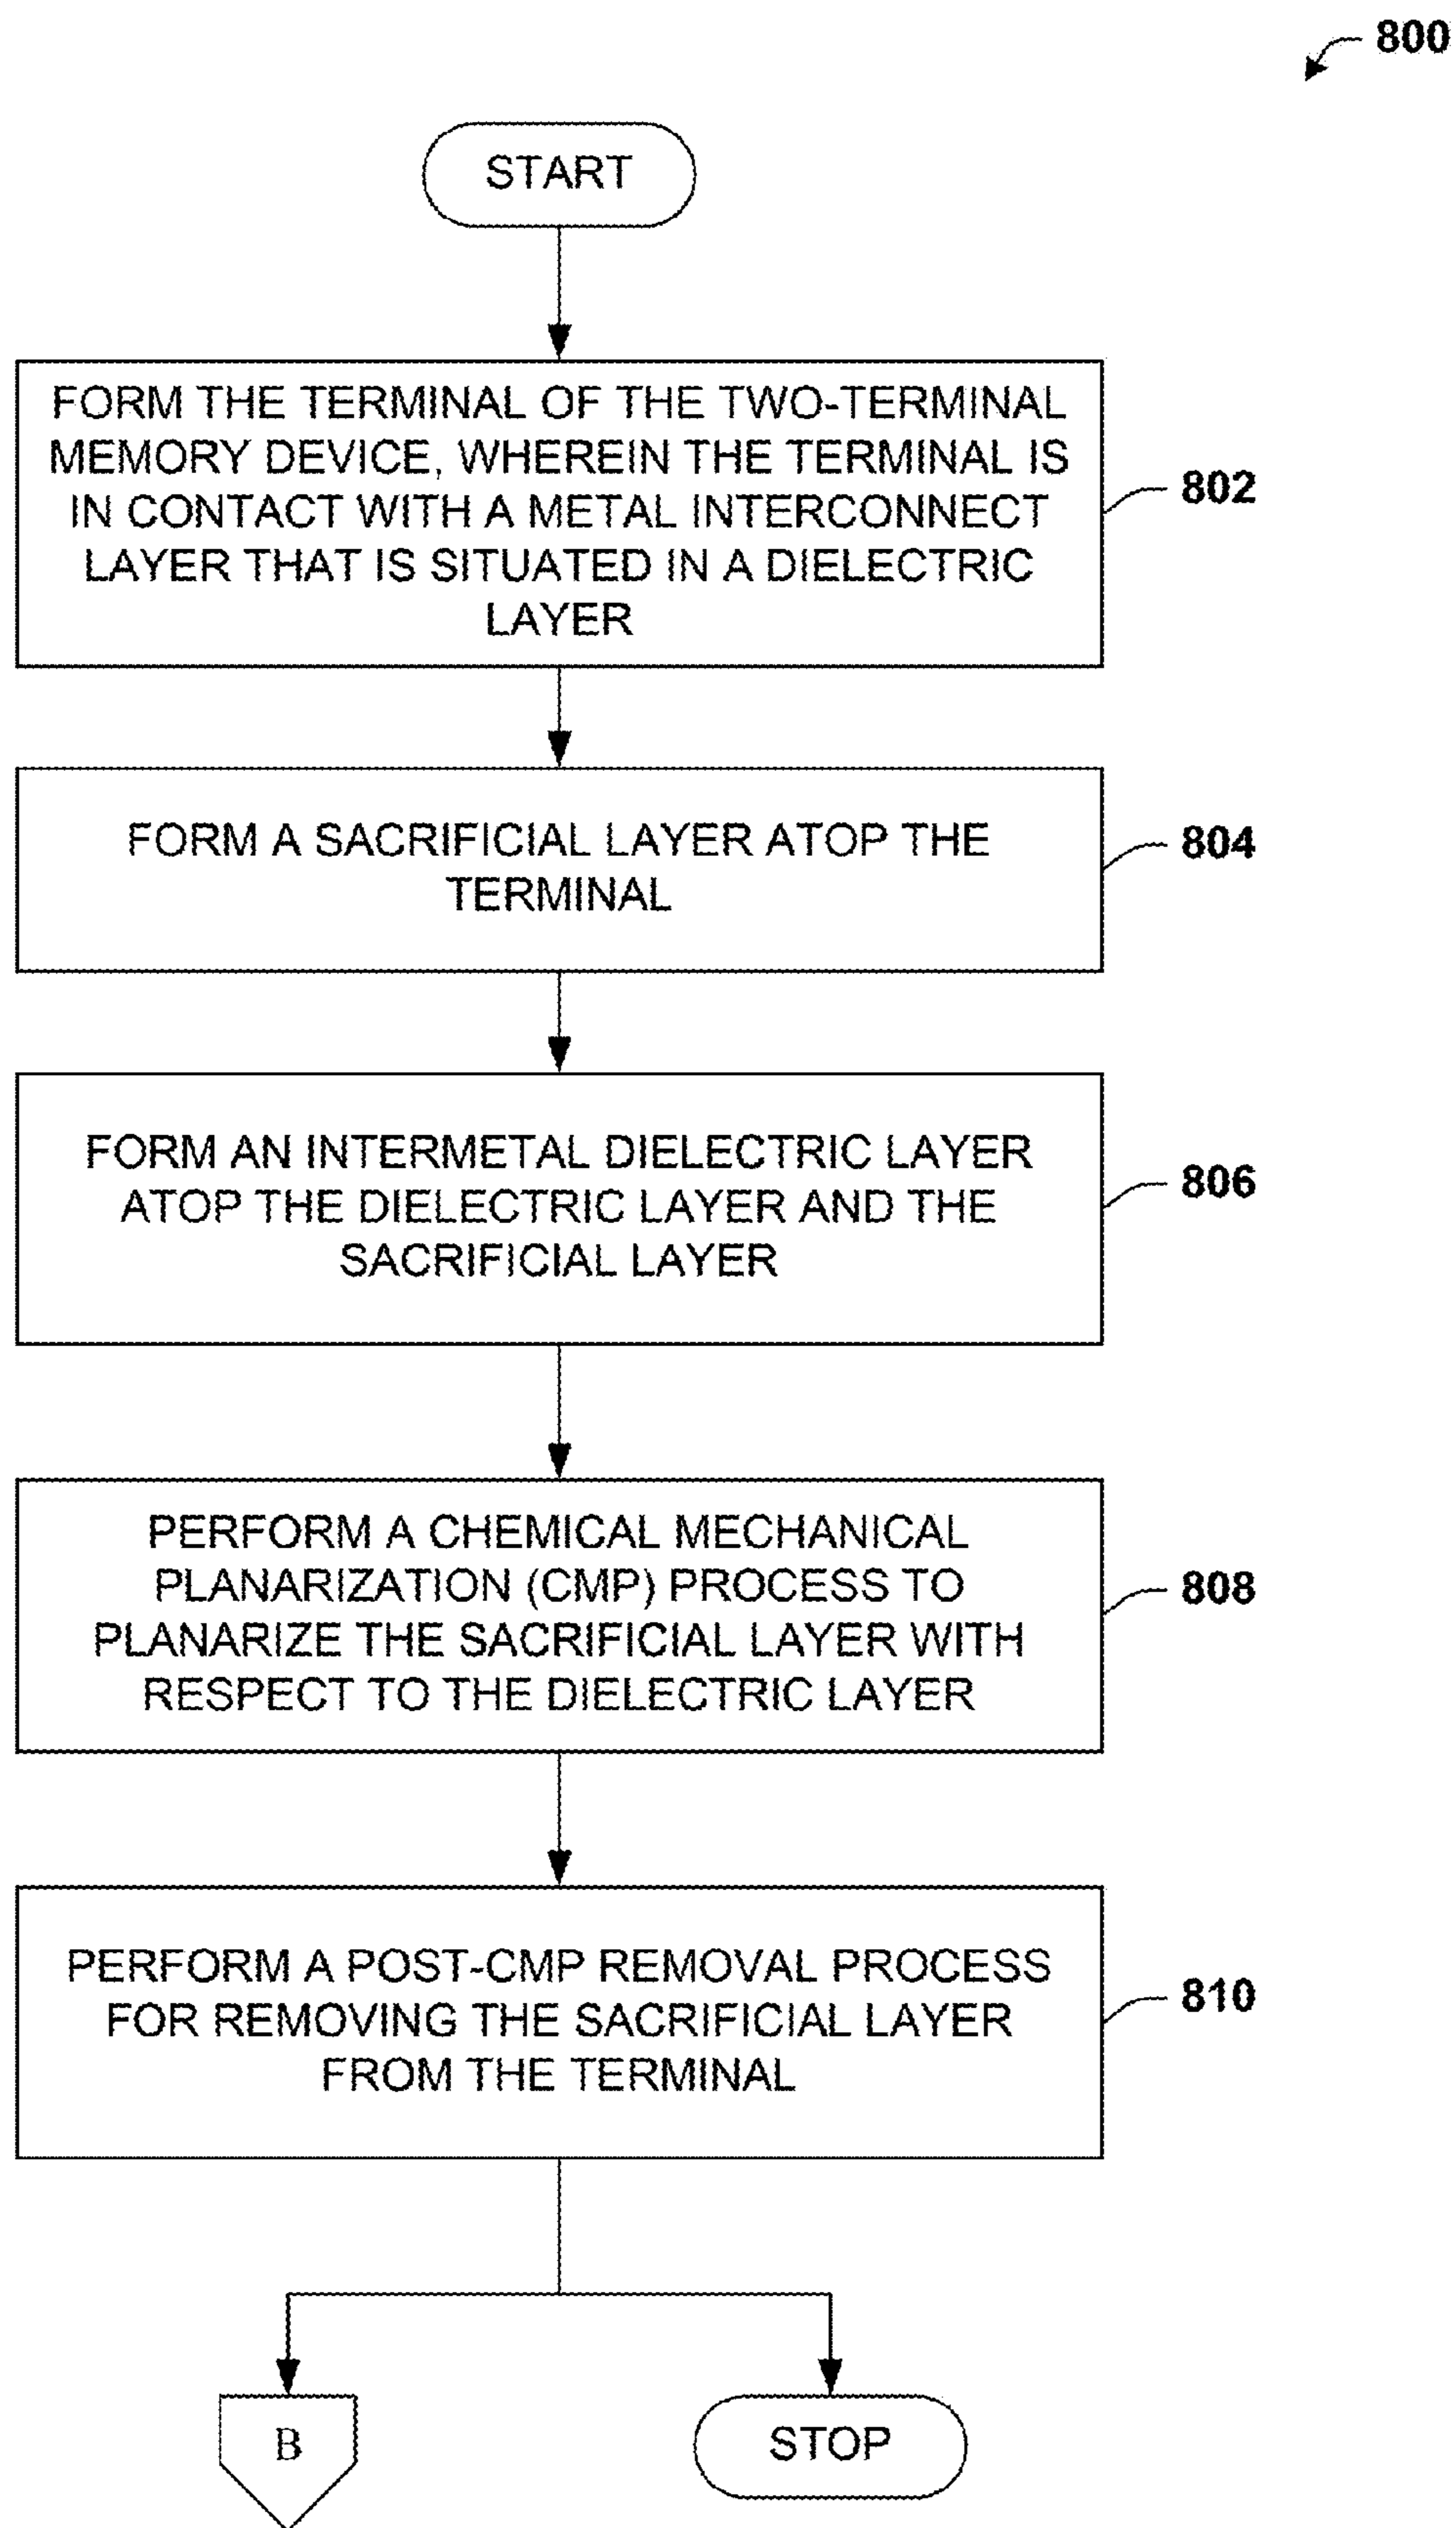 800
START
FORM THE TERMINAL OF THE TWO-TERMINAL
MEMORY DEVICE, WHEREIN THE TERMINAL IS
IN CONTACT WITH A METAL INTERCONNECT
LAYER THAT IS SITUATED IN A DIELECTRIC
LAYER
802
FORM A SACRIFICIAL LAYER ATOP THE
TERMINAL
804
FORM AN INTERMETAL DIELECTRIC LAYER
ATOP THE DIELECTRIC LAYER AND THE
SACRIFICIAL LAYER
806
PERFORM A CHEMICAL MECHANICAL
PLANARIZATION (CMP) PROCESS TO
PLANARIZE THE SACRIFICIAL LAYER WITH
RESPECT TO THE DIELECTRIC LAYER
808
PERFORM A POST-CMP REMOVAL PROCESS
FOR REMOVING THE SACRIFICIAL LAYER
FROM THE TERMINAL
810
B
STOP